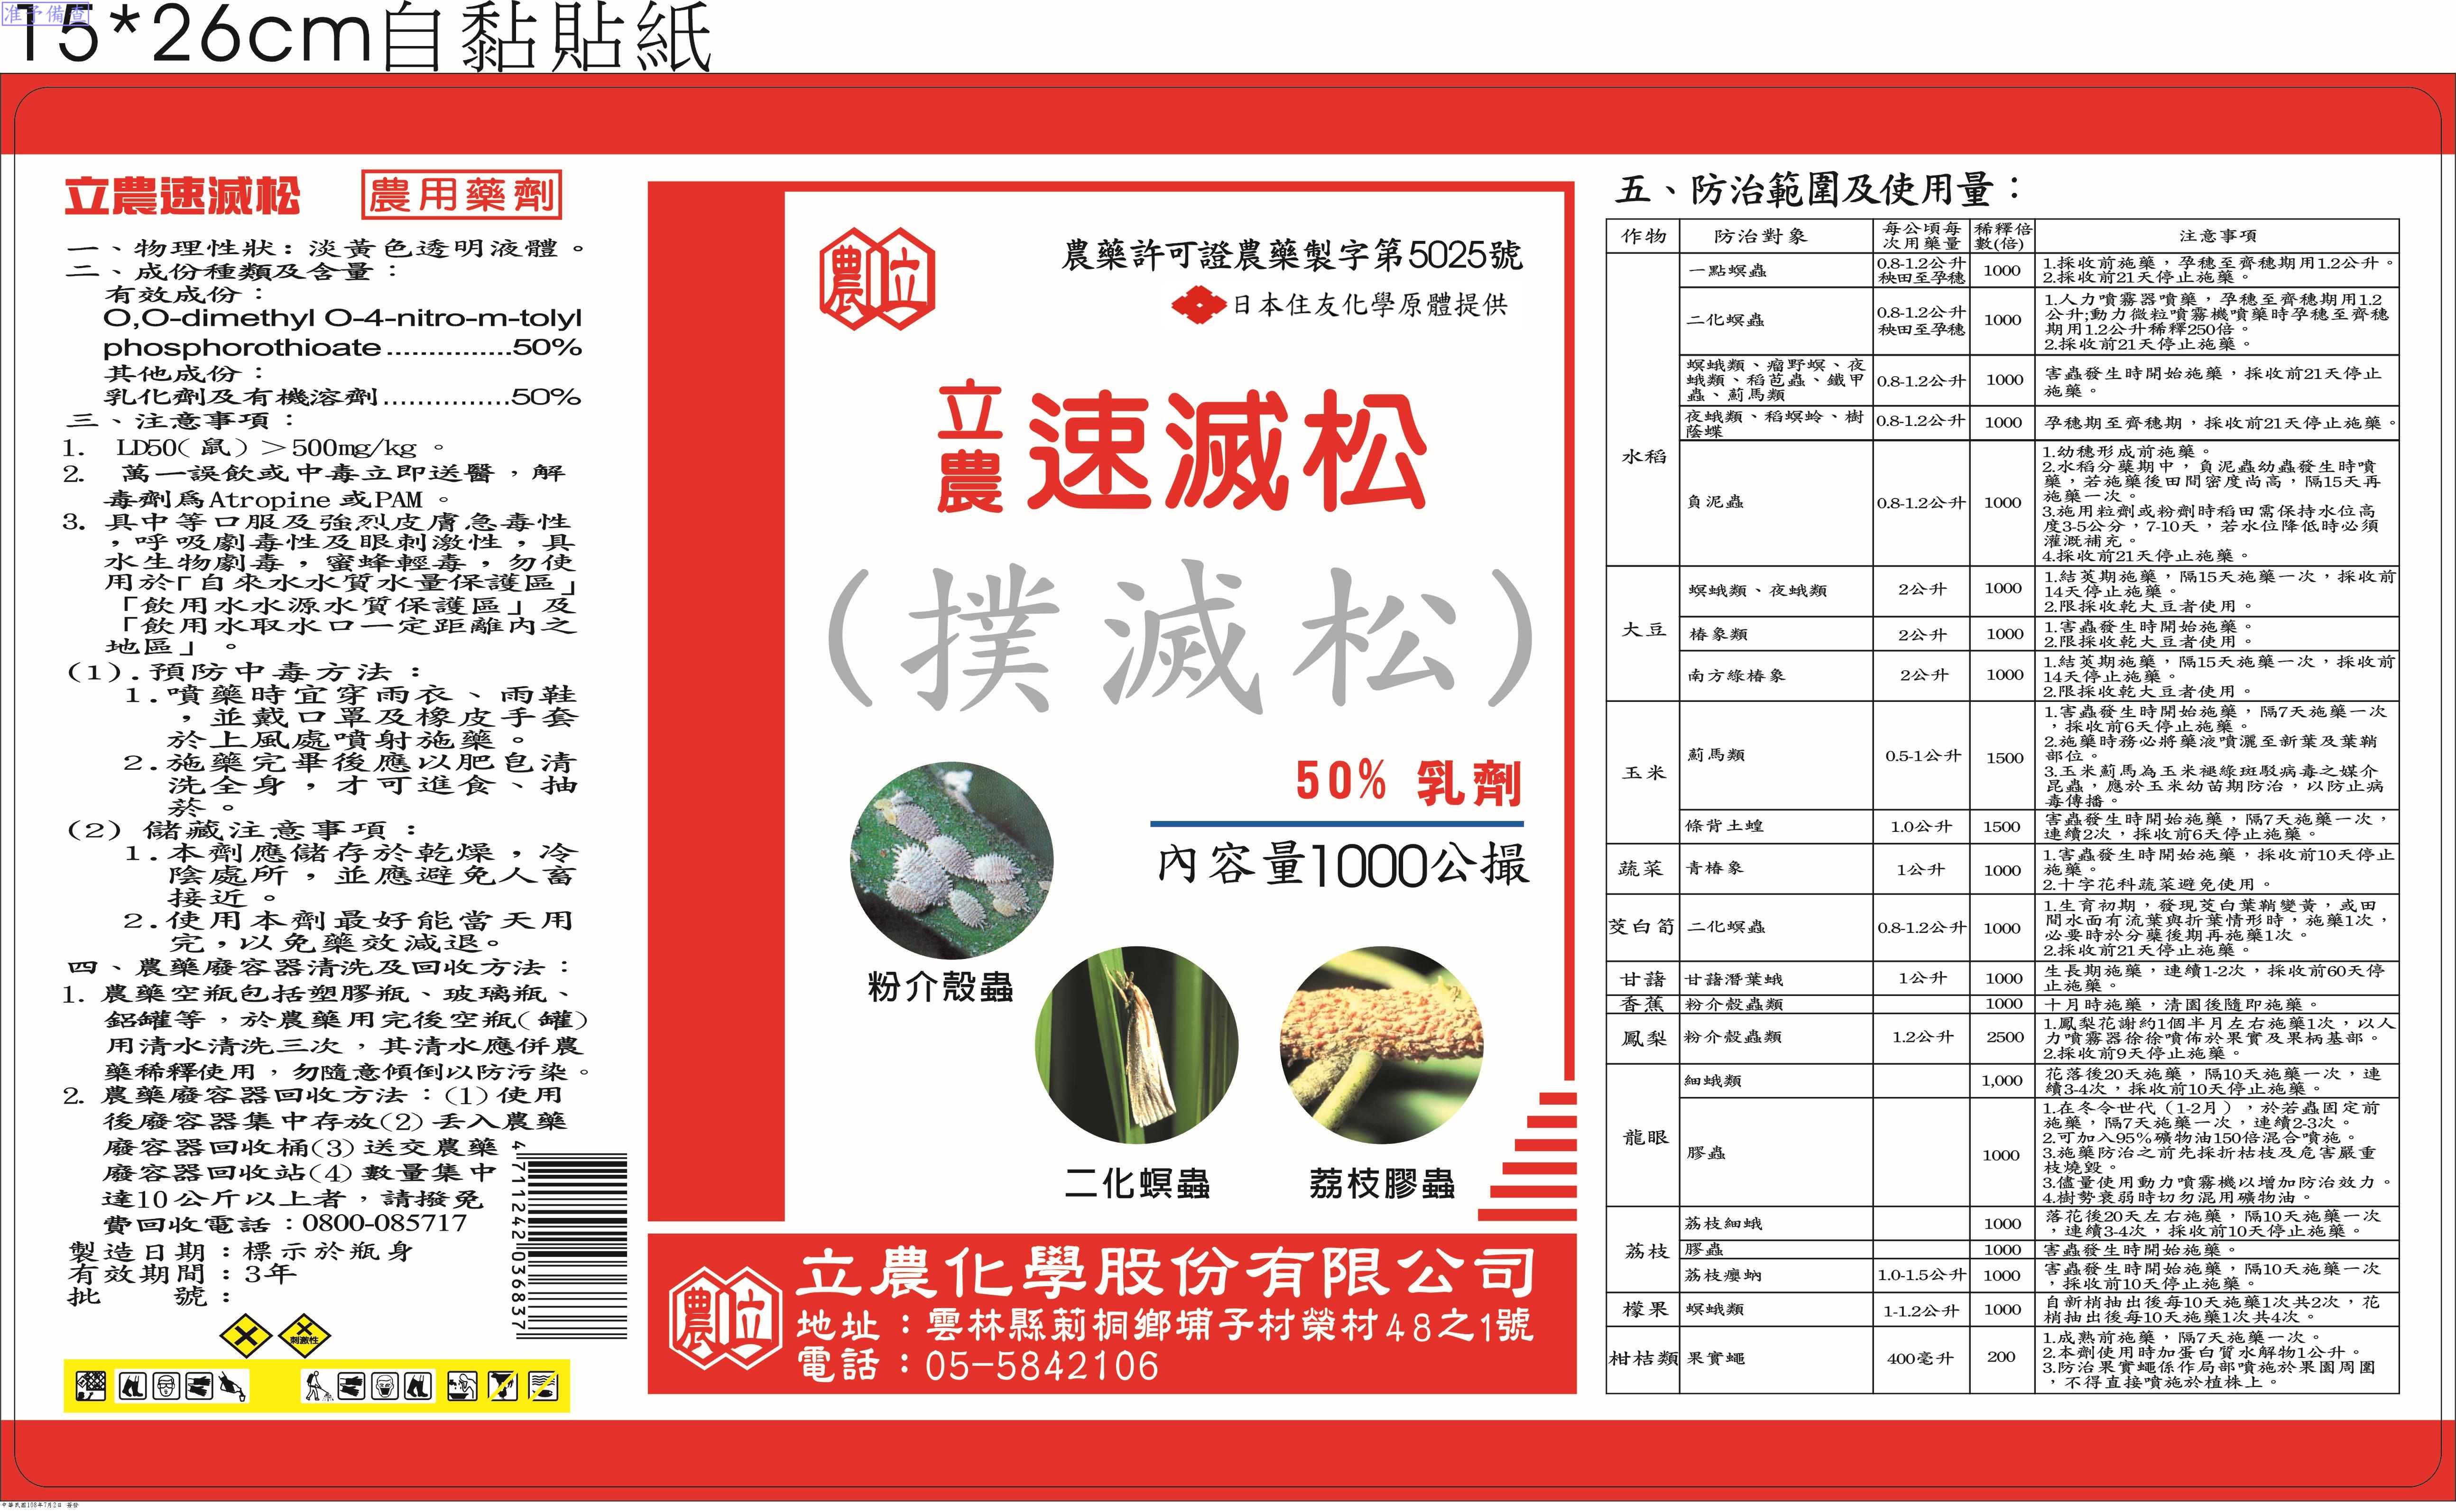 准予備查
15*26cm自黏貼紙
立農速滅松
農用藥劑
一、物理性狀：淡黃色透明液體。
二、成份種類及含量：
有效成份：
O,O-dimethyl O-4-nitro-m-tolyl
phosphorothioate...............50%
其他成份：
乳化劑及有機溶劑...............50%
三、注意事項：
1. LD50(鼠)＞500mg/kg。
2. 萬一誤飲或中毒立即送醫，解
毒劑為Atropine或PAM。
3. 具中等口服及強烈皮膚急毒性
，呼吸劇毒性及眼刺激性，具
水生物劇毒，蜜蜂輕毒，勿使
用於「自來水水質水量保護區」
「飲用水水源水質保護區」及
「飲用水取水口一定距離內之
地區」。
(1).預防中毒方法：
1.噴藥時宜穿雨衣、雨鞋
，並戴口罩及橡皮手套
於上風處噴射施藥。
2.施藥完畢後應以肥皂清
洗全身，才可進食、抽
菸。
(2)儲藏注意事項：
1.本劑應儲存於乾燥，冷
陰處所，並應避免人畜
接近。
2.使用本劑最好能當天用
完，以免藥效減退。
四、農藥廢容器清洗及回收方法：
1. 農藥空瓶包括塑膠瓶、玻璃瓶、
鋁罐等，於農藥用完後空瓶(罐)
用清水清洗三次，其清水應併農
藥稀釋使用，勿隨意傾倒以防污染。
2. 農藥廢容器回收方法：(1)使用
後廢容器集中存放(2)丟入農藥
廢容器回收桶(3)送交農藥
廢容器回收站(4)數量集中
達10公斤以上者，請撥免
費回收電話：0800-085717
製造日期：標示於瓶身
有效期間：3年
批 號：
4711242036837
刺激性
農立
農藥許可證農藥製字第5025號
日本住友化學原體提供
立農
速滅松
(撲滅松)
50% 乳劑
內容量1000公撮
粉介殼蟲
二化螟蟲
荔枝膠蟲
農立
立農化學股份有限公司
地址：雲林縣莿桐鄉埔子村榮村48之1號
電話：05-5842106
五、防治範圍及使用量：
作物 防治對象 每公頃每次用藥量 稀釋倍數(倍) 注意事項
水稻
一點螟蟲 0.8-1.2公升秧田至孕穗 1000 1.採收前施藥，孕穗至齊穗期用1.2公升。
2.採收前21天停止施藥。
二化螟蟲 0.8-1.2公升秧田至孕穗 1000 1.人力噴霧器噴藥，孕穗至齊穗期用1.2
公升;動力微粒噴霧機噴藥時孕穗至齊穗
期用1.2公升稀釋250倍。
2.採收前21天停止施藥。
螟蛾類、瘤野螟、夜蛾類、稻苞蟲、鐵甲蟲、薊馬類 0.8-1.2公升 1000 害蟲發生時開始施藥，採收前21天停止
施藥。
夜蛾類、稻螟蛉、樹蔭蝶 0.8-1.2公升 1000 孕穗期至齊穗期，採收前21天停止施藥。
負泥蟲 0.8-1.2公升 1000 1.幼穗形成前施藥。
2.水稻分蘗期中，負泥蟲幼蟲發生時噴
藥，若施藥後田間密度尚高，隔15天再
施藥一次。
3.施用粒劑或粉劑時稻田需保持水位高
度3-5公分，7-10天，若水位降低時必須
灌溉補充。
4.採收前21天停止施藥。
大豆
螟蛾類、夜蛾類 2公升 1000 1.結莢期施藥，隔15天施藥一次，採收前
14天停止施藥。
2.限採收乾大豆者使用。
椿象類 2公升 1000 1.害蟲發生時開始施藥。
2.限採收乾大豆者使用。
南方綠椿象 2公升 1000 1.結莢期施藥，隔15天施藥一次，採收前
14天停止施藥。
2.限採收乾大豆者使用。
玉米
薊馬類 0.5-1公升 1500 1.害蟲發生時開始施藥，隔7天施藥一次
，採收前6天停止施藥。
2.施藥時務必將藥液噴灑至新葉及葉鞘
部位。
3.玉米薊馬為玉米褪綠斑駁病毒之媒介
昆蟲，應於玉米幼苗期防治，以防止病
毒傳播。
條背土蝗 1.0公升 1500 害蟲發生時開始施藥，隔7天施藥一次，
連續2次，採收前6天停止施藥。
蔬菜 青椿象 1公升 1000 1.害蟲發生時開始施藥，採收前10天停止
施藥。
2.十字花科蔬菜避免使用。
茭白筍 二化螟蟲 0.8-1.2公升 1000 1.生育初期，發現茭白葉鞘變黃，或田
間水面有流葉與折葉情形時，施藥1次，
必要時於分蘗後期再施藥1次。
2.採收前21天停止施藥。
甘藷 甘藷潛葉蛾 1公升 1000 生長期施藥，連續1-2次，採收前60天停
止施藥。
香蕉 粉介殼蟲類 1000 十月時施藥，清園後隨即施藥。
鳳梨 粉介殼蟲類 1.2公升 2500 1.鳳梨花謝約1個半月左右施藥1次，以人
力噴霧器徐徐噴佈於果實及果柄基部。
2.採收前9天停止施藥。
龍眼
細蛾類 1,000 花落後20天施藥，隔10天施藥一次，連
續3-4次，採收前10天停止施藥。
膠蟲 1000 1.在冬令世代（1-2月），於若蟲固定前
施藥，隔7天施藥一次，連續2-3次。
2.可加入95%礦物油150倍混合噴施。
3.施藥防治之前先採折枯枝及危害嚴重
枝燒毀。
3.儘量使用動力噴霧機以增加防治效力。
4.樹勢衰弱時切勿混用礦物油。
荔枝
荔枝細蛾 1000 落花後20天左右施藥，隔10天施藥一次
，連續3-4次，採收前10天停止施藥。
膠蟲 1000 害蟲發生時開始施藥。
荔枝癭蚋 1.0-1.5公升 1000 害蟲發生時開始施藥，隔10天施藥一次
，採收前10天停止施藥。
檬果 螟蛾類 1-1.2公升 1000 自新梢抽出後每10天施藥1次共2次，花
梢抽出後每10天施藥1次共4次。
柑桔類 果實蠅 400毫升 200 1.成熟前施藥，隔7天施藥一次。
2.本劑使用時加蛋白質水解物1公升。
3.防治果實蠅係作局部噴施於果園周圍
，不得直接噴施於植株上。
中華民國108年7月2日 簽發